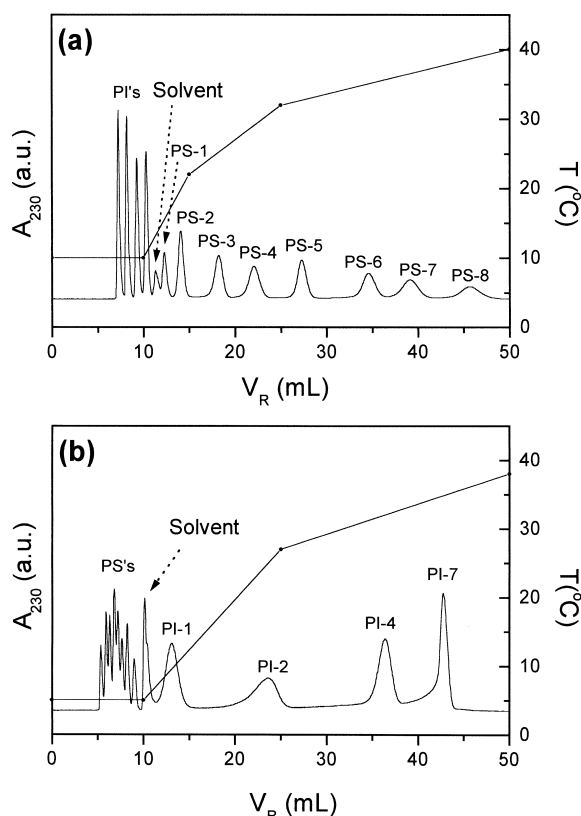 (a)
PI's
Solvent
PS-1
PS-2
PS-3
PS-4
PS-5
PS-6
PS-7
PS-8
A230 (a.u.)
T (°C)
40
30
20
10
0
0 10 20 30 40 50
VR (mL)
(b)
PS's
Solvent
PI-1
PI-2
PI-4
PI-7
A230 (a.u.)
T(°C)
40
30
20
10
0
0 10 20 30 40 50
VR (mL)